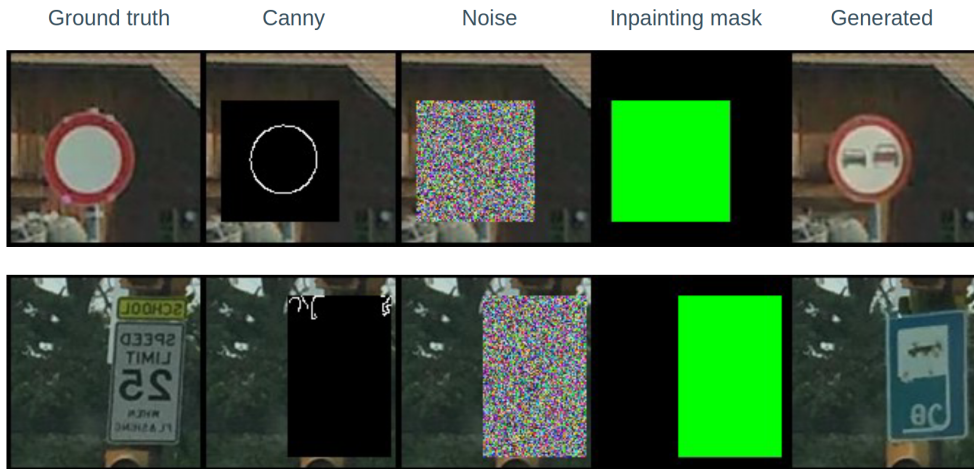 Ground truth Canny Noise Inpainting mask Generated
SCHOOL
SPEED
LIMIT
25
WHEN
FLASHING